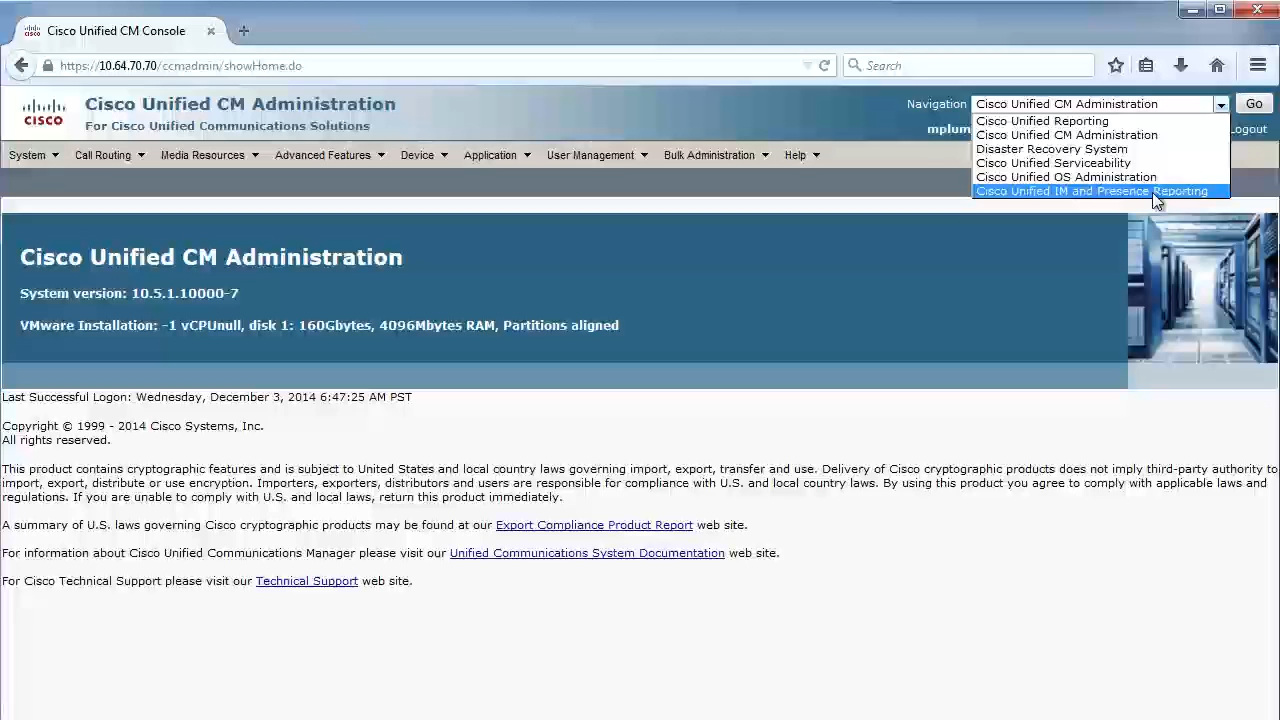 Cisco Unified CM Console
https://10.64.70.70/ccmadmin/showHome.do
Search
CISCO
Cisco Unified CM Administration
For Cisco Unified Communications Solutions
Navigation
Cisco Unified CM Administration
Go
Cisco Unified Reporting
Cisco Unified CM Administration
Disaster Recovery System
Cisco Unified Serviceability
Cisco Unified OS Administration
Cisco Unified IM and Presence Reporting
mplum
Logout
System
Call Routing
Media Resources
Advanced Features
Device
Application
User Management
Bulk Administration
Help
Cisco Unified CM Administration
System version: 10.5.1.10000-7
VMware Installation: -1 vCPUnull, disk 1: 160Gbytes, 4096Mbytes RAM, Partitions aligned
Last Successful Logon: Wednesday, December 3, 2014 6:47:25 AM PST
Copyright © 1999 - 2014 Cisco Systems, Inc.
All rights reserved.
This product contains cryptographic features and is subject to United States and local country laws governing import, export, transfer and use. Delivery of Cisco cryptographic products does not imply third-party authority to
import, export, distribute or use encryption. Importers, exporters, distributors and users are responsible for compliance with U.S. and local country laws. By using this product you agree to comply with applicable laws and
regulations. If you are unable to comply with U.S. and local laws, return this product immediately.
A summary of U.S. laws governing Cisco cryptographic products may be found at our Export Compliance Product Report web site.
For information about Cisco Unified Communications Manager please visit our Unified Communications System Documentation web site.
For Cisco Technical Support please visit our Technical Support web site.